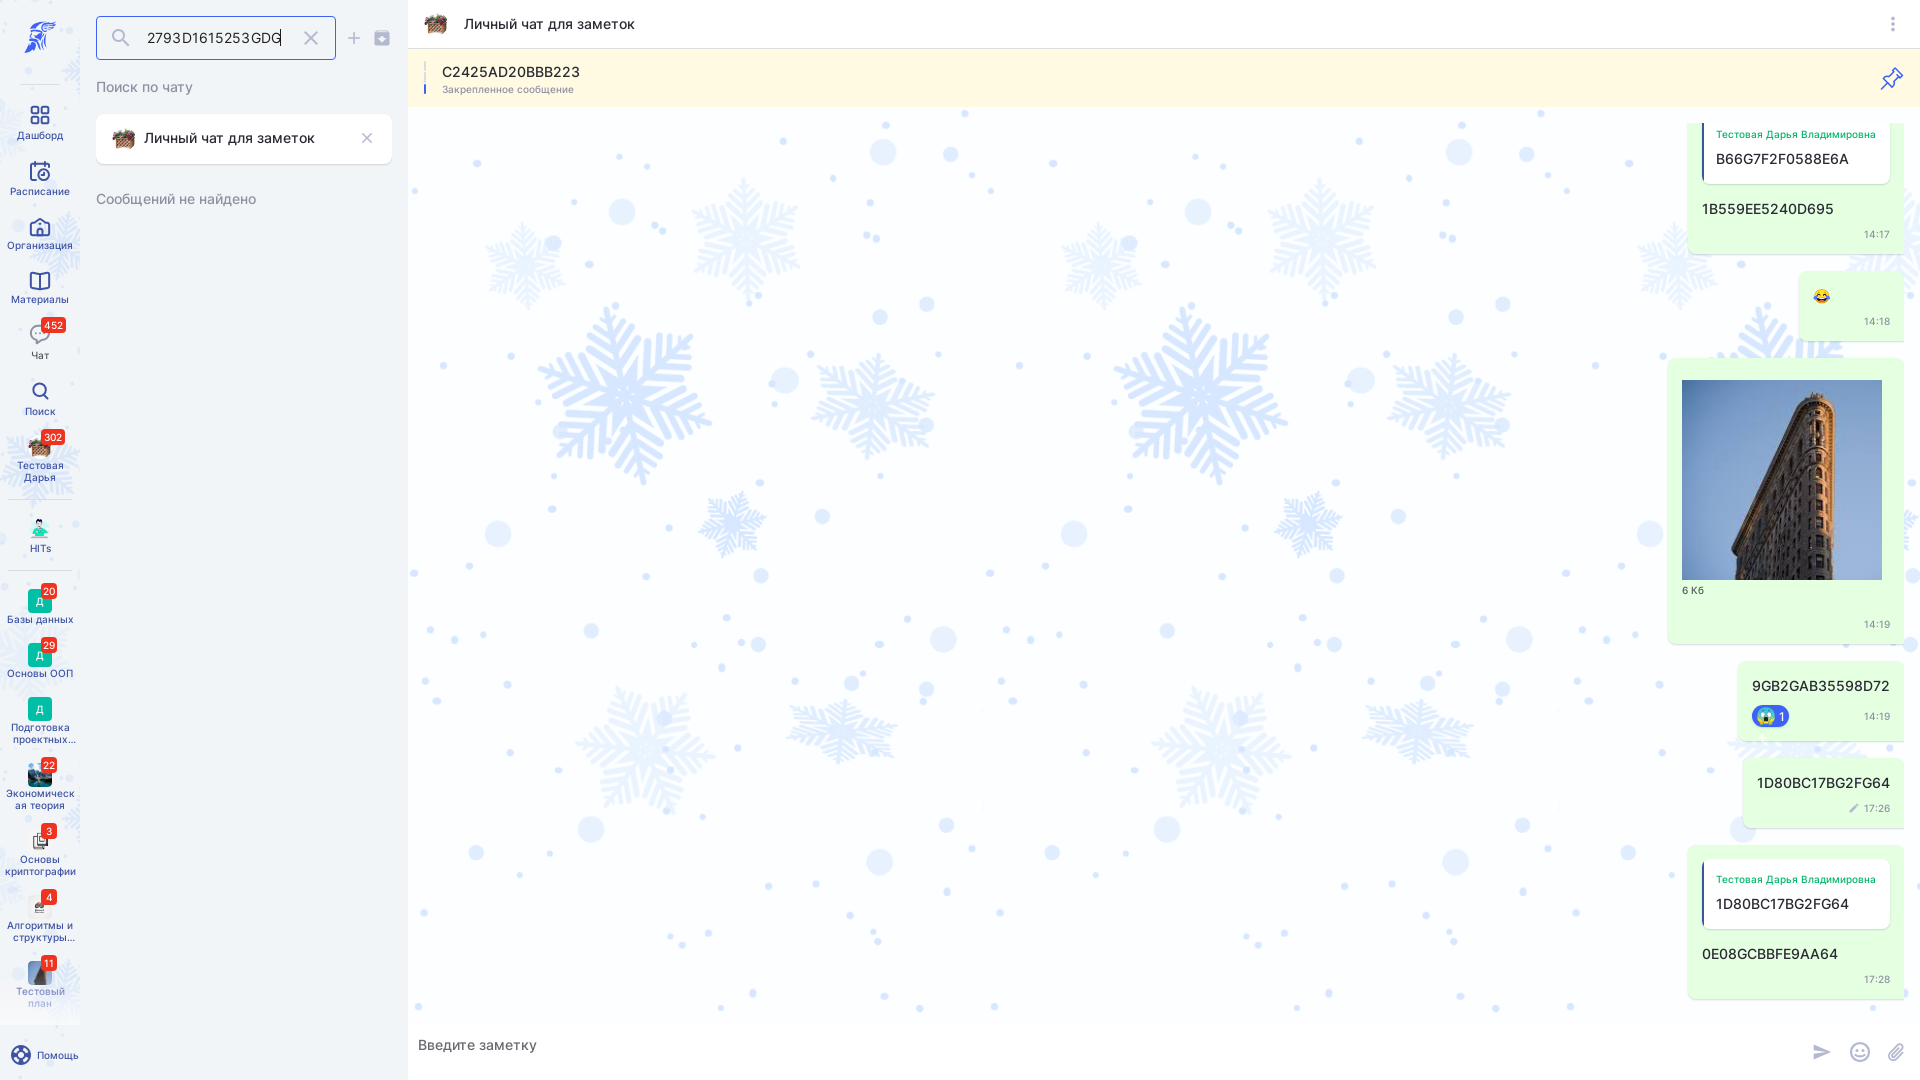 2793D1615253GDG
Поиск по чату
Личный чат для заметок
Сообщений не найдено
Дашборд
Расписание
Организация
Материалы
452
Чат
Поиск
302
Тестовая
Дарья
HITs
20
Д
Базы данных
29
Д
Основы ООП
Д
Подготовка
проектных...
22
Экономическ
ая теория
3
Основы
криптографии
4
Алгоритмы и
структуры...
11
Тестовый
план
Помощь
Личный чат для заметок
C2425AD20BBB223
Закрепленное сообщение
Тестовая Дарья Владимировна
B66G7F2F0588E6A
1B559EE5240D695
14:17
14:18
6 Кб
14:19
9GB2GAB35598D72
1
14:19
1D80BC17BG2FG64
17:26
Тестовая Дарья Владимировна
1D80BC17BG2FG64
0E08GCBBFE9AA64
17:28
Введите заметку